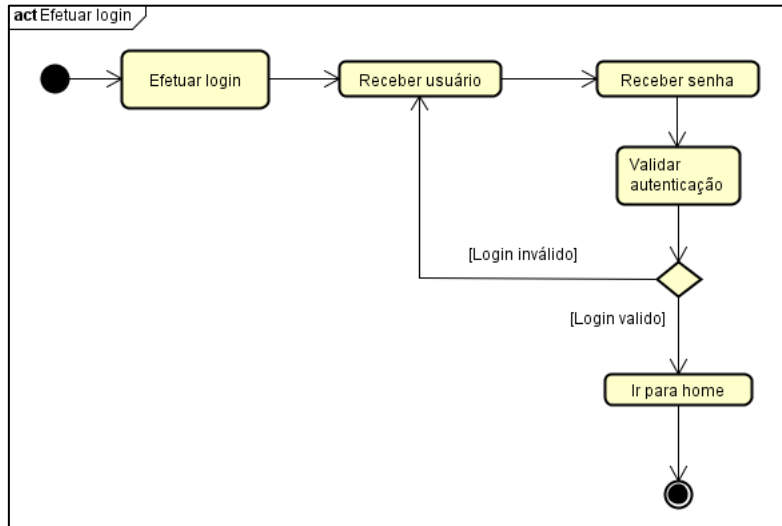 act Efetuar login
Efetuar login
Receber usuário
Receber senha
Validar
autenticação
[Login inválido]
[Login valido]
Ir para home